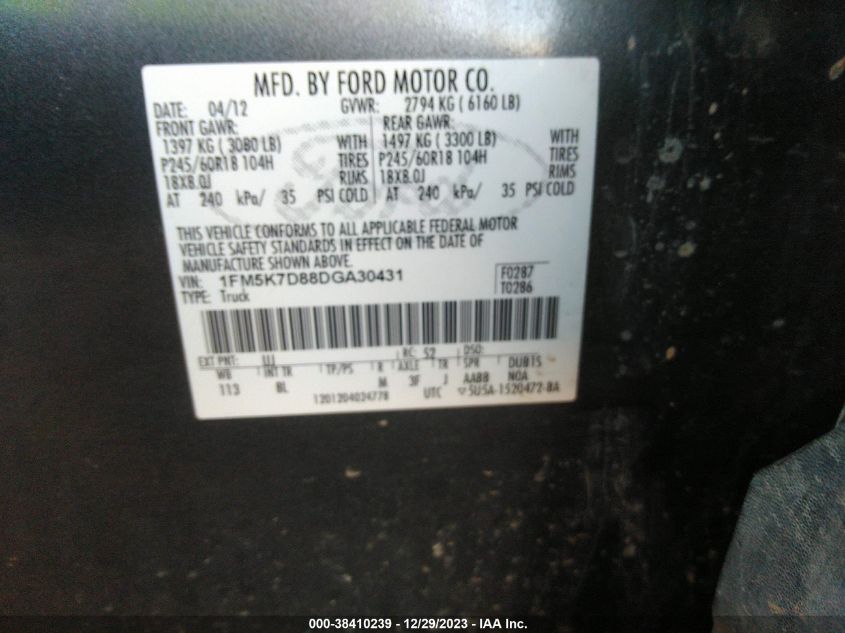 MFD. BY FORD MOTOR CO.
DATE: 04/12 GVWR: 2794 KG ( 6160 LB)
FRONT GAWR: REAR GAWR:
1397 KG ( 3080 LB) WITH 1497 KG ( 3300 LB) WITH
P245/60R18 104H TIRES P245/60R18 104H TIRES
18X8.0J RIMS 18X8.0J RIMS
AT 240 kPa/ 35 PSI COLD AT 240 kPa/ 35 PSI COLD
THIS VEHICLE CONFORMS TO ALL APPLICABLE FEDERAL MOTOR
VEHICLE SAFETY STANDARDS IN EFFECT ON THE DATE OF
MANUFACTURE SHOWN ABOVE.
VIN: 1FM5K7D88DGA30431 F0287
TYPE: Truck T0286
EXT PNT: UJ RC: 52 DSO:
WB INT TR TP/PS R AXLE TR SPR DUBTS
113 BL M 3F J AABB NOA
1201204024778 UTC 5U5A-1520472-BA
000-38410239 - 12/29/2023 - IAA Inc.